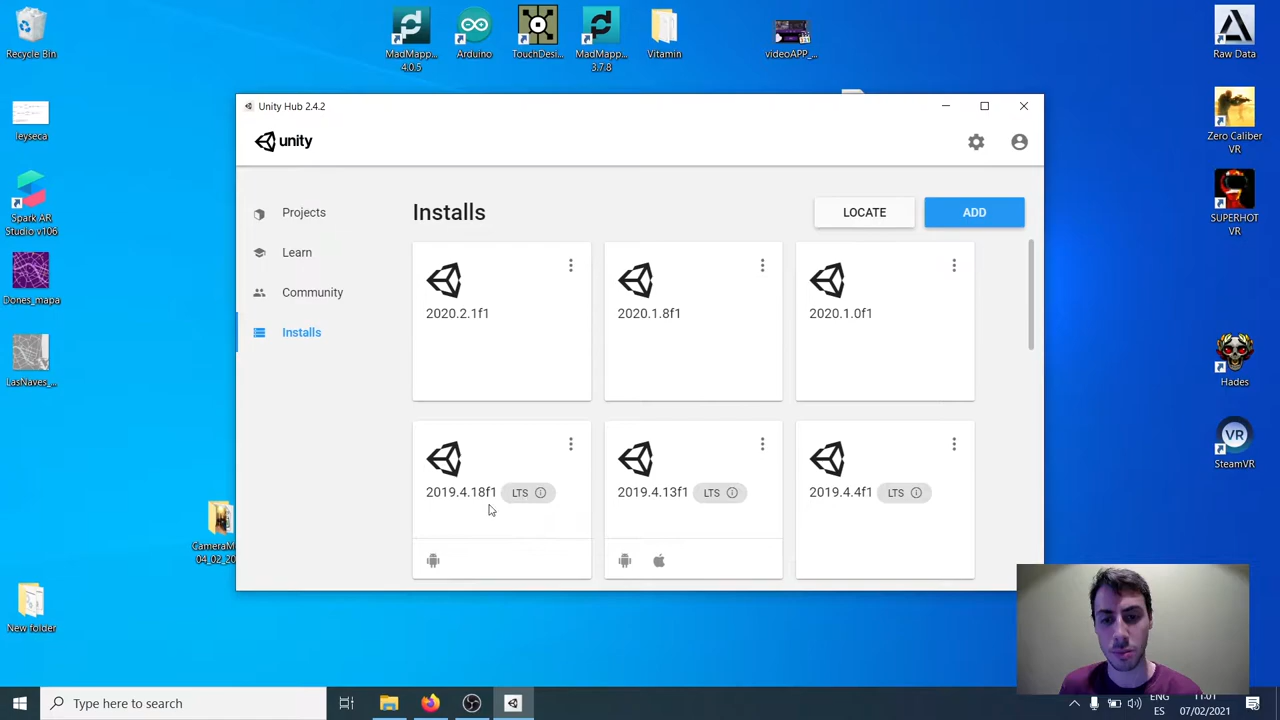 Recycle Bin
MadMapp...
4.0.5
Arduino
TouchDesi...
MadMapp...
3.7.8
Vitamin
videoAPP_...
Raw Data
leyseca
Spark AR
Studio v106
Dones_mapa
LasNaves_...
New folder
Zero Caliber
VR
SUPERHOT
VR
Hades
VR
SteamVR
Unity Hub 2.4.2
unity
Projects
Learn
Community
Installs
Installs
LOCATE
ADD
2020.2.1f1
2020.1.8f1
2020.1.0f1
2019.4.18f1 LTS
2019.4.13f1 LTS
2019.4.4f1 LTS
Type here to search
ENG
ES
11:01
07/02/2021